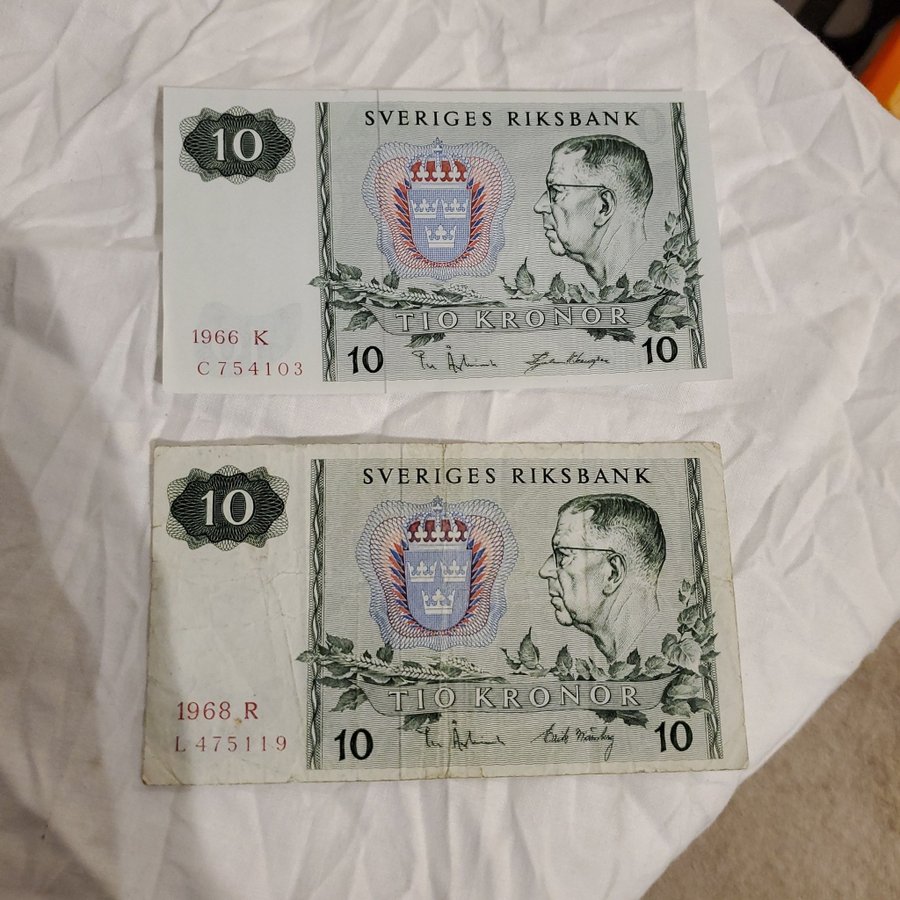 10
SVERIGES RIKSBANK
TIO KRONOR
1966 K
C754103
10
10
10
SVERIGES RIKSBANK
TIO KRONOR
1968 R
L475119
10
10